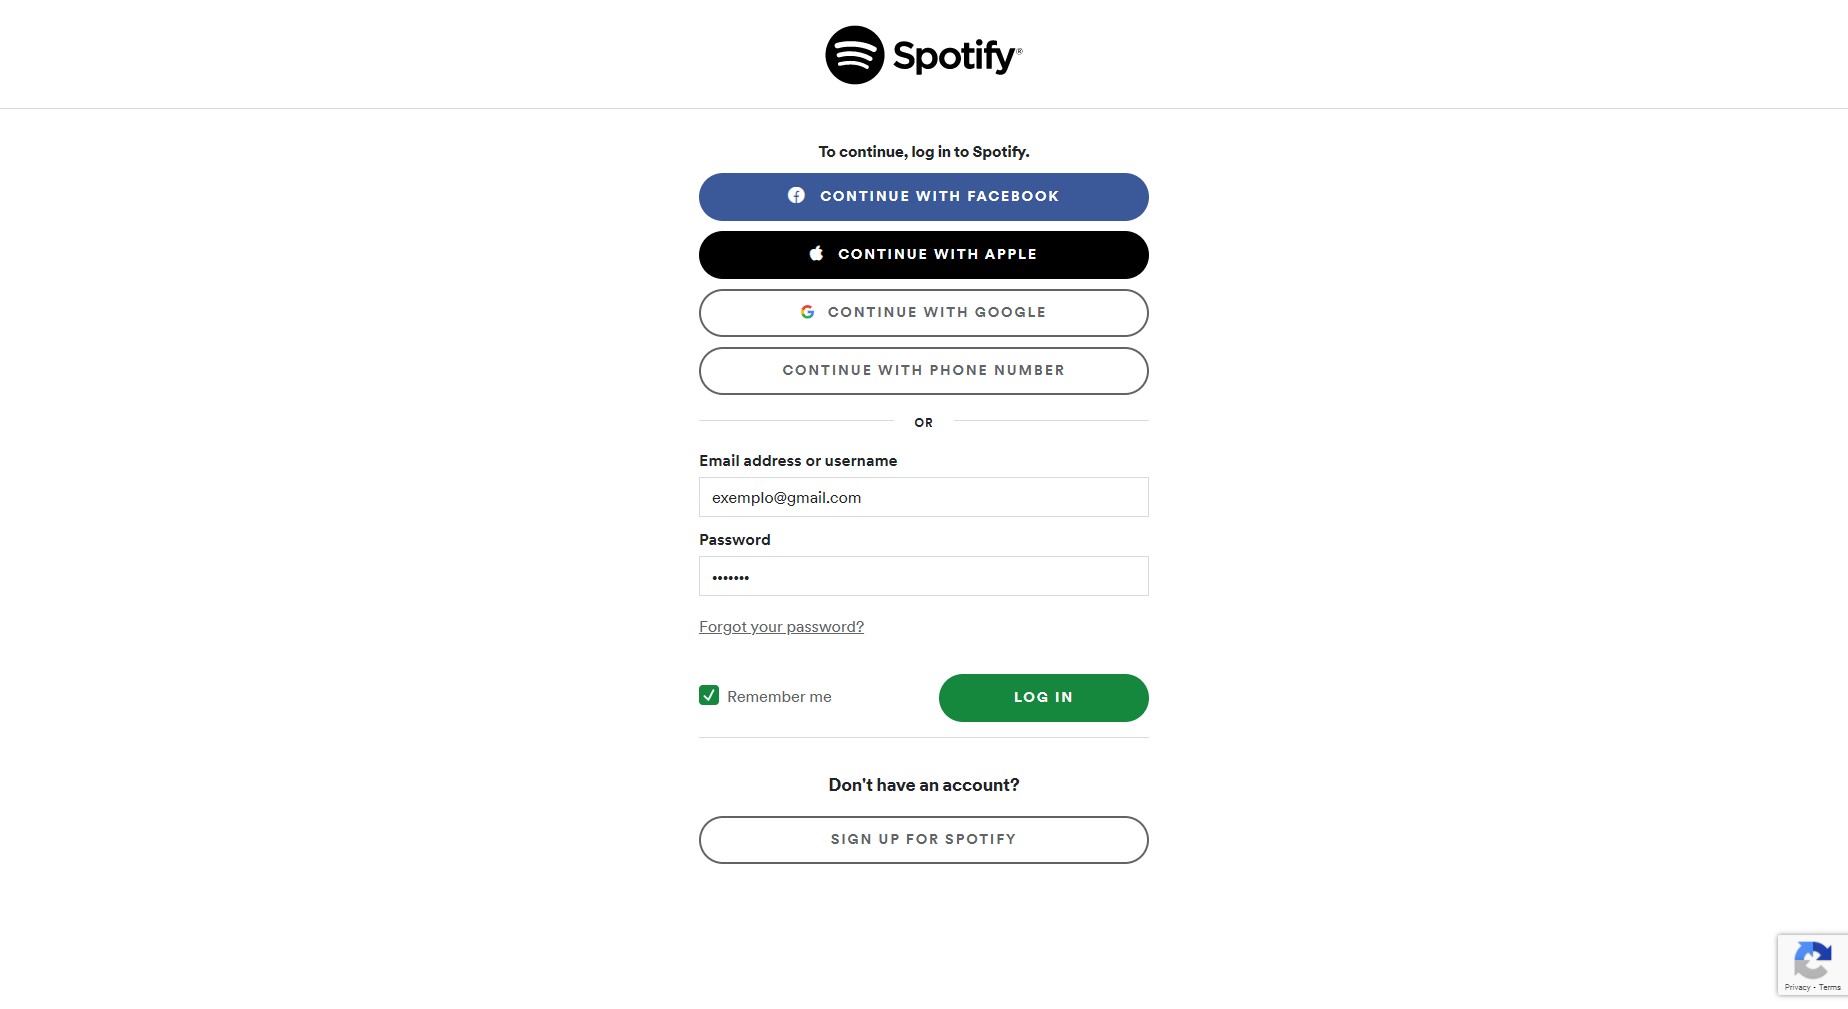 Spotify®
To continue, log in to Spotify.
CONTINUE WITH FACEBOOK
CONTINUE WITH APPLE
CONTINUE WITH GOOGLE
CONTINUE WITH PHONE NUMBER
OR
Email address or username
exemplo@gmail.com
Password
•••••••
Forgot your password?
Remember me
LOG IN
Don't have an account?
SIGN UP FOR SPOTIFY
Privacy - Terms